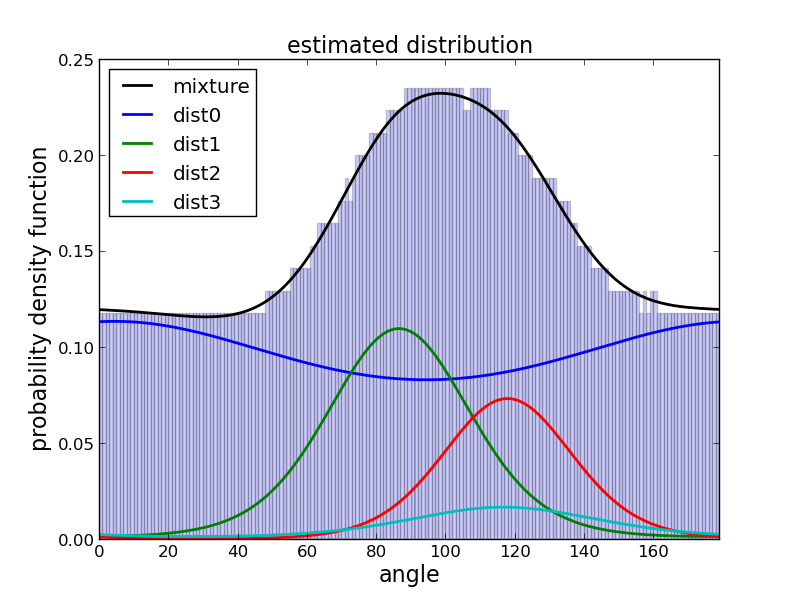 estimated distribution
mixture
dist0
dist1
dist2
dist3
probability density function
0.25
0.20
0.15
0.10
0.05
0.00
0 20 40 60 80 100 120 140 160
angle